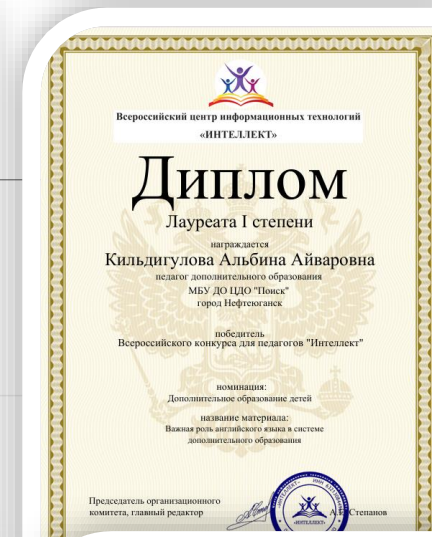 Всероссийский центр информационных технологий
«ИНТЕЛЛЕКТ»
Диплом
Лауреата I степени
награждается
Кильдигулова Альбина Айваровна
педагог дополнительного образования
МБУ ДО ЦДО "Поиск"
город Нефтеюганск
победитель
Всероссийского конкурса для педагогов "Интеллект"
номинация:
Дополнительное образование детей
название материала:
Важная роль английского языка в системе
дополнительного образования
Председатель организационного
комитета, главный редактор
Степанов
«ИНТЕЛЛЕКТ»